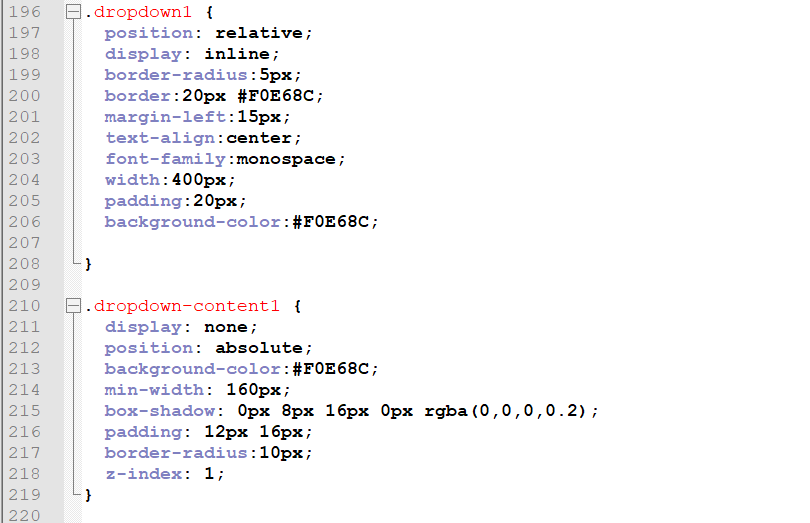 196 .dropdown1 {
197 position: relative;
198 display: inline;
199 border-radius:5px;
200 border:20px #F0E68C;
201 margin-left:15px;
202 text-align:center;
203 font-family:monospace;
204 width:400px;
205 padding:20px;
206 background-color:#F0E68C;
207
208 }
209
210 .dropdown-content1 {
211 display: none;
212 position: absolute;
213 background-color:#F0E68C;
214 min-width: 160px;
215 box-shadow: 0px 8px 16px 0px rgba(0,0,0,0.2);
216 padding: 12px 16px;
217 border-radius:10px;
218 z-index: 1;
219 }
220